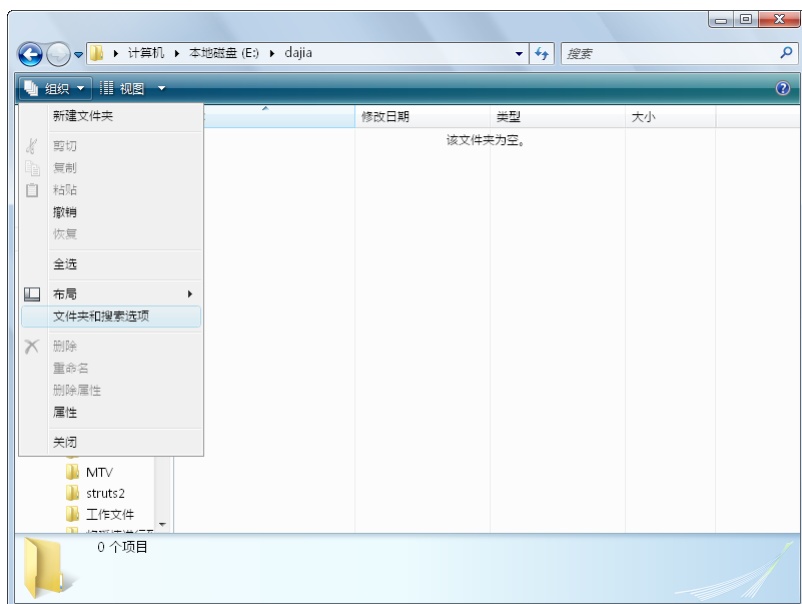 计算机 本地磁盘 (E:) dajia 搜索
组织 视图
新建文件夹
修改日期 类型 大小
该文件夹为空。
剪切
复制
粘贴
撤销
恢复
全选
布局
文件夹和搜索选项
删除
重命名
删除属性
属性
关闭
MTV
struts2
工作文件
0 个项目